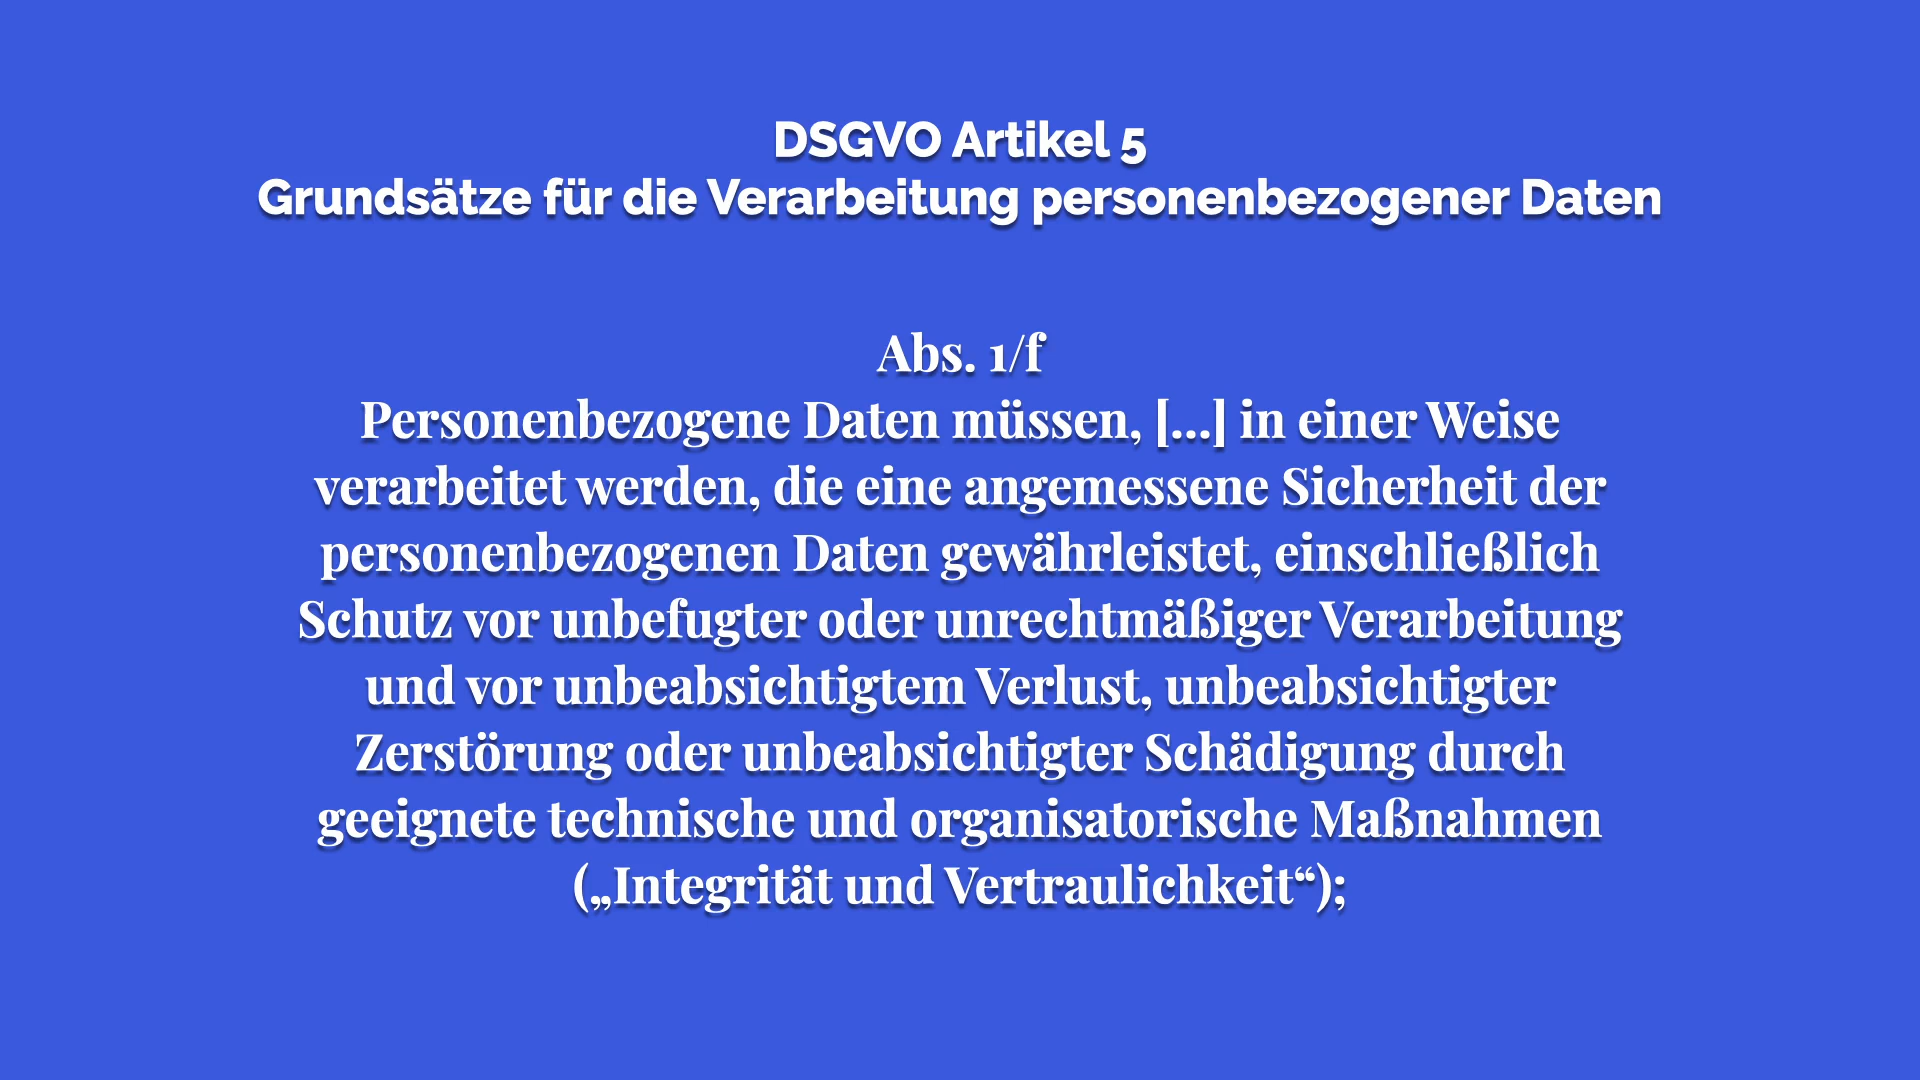 DSGVO Artikel 5
Grundsätze für die Verarbeitung personenbezogener Daten
Abs. 1/f
Personenbezogene Daten müssen, [...] in einer Weise
verarbeitet werden, die eine angemessene Sicherheit der
personenbezogenen Daten gewährleistet, einschließlich
Schutz vor unbefugter oder unrechtmäßiger Verarbeitung
und vor unbeabsichtigtem Verlust, unbeabsichtigter
Zerstörung oder unbeabsichtigter Schädigung durch
geeignete technische und organisatorische Maßnahmen
(„Integrität und Vertraulichkeit“);